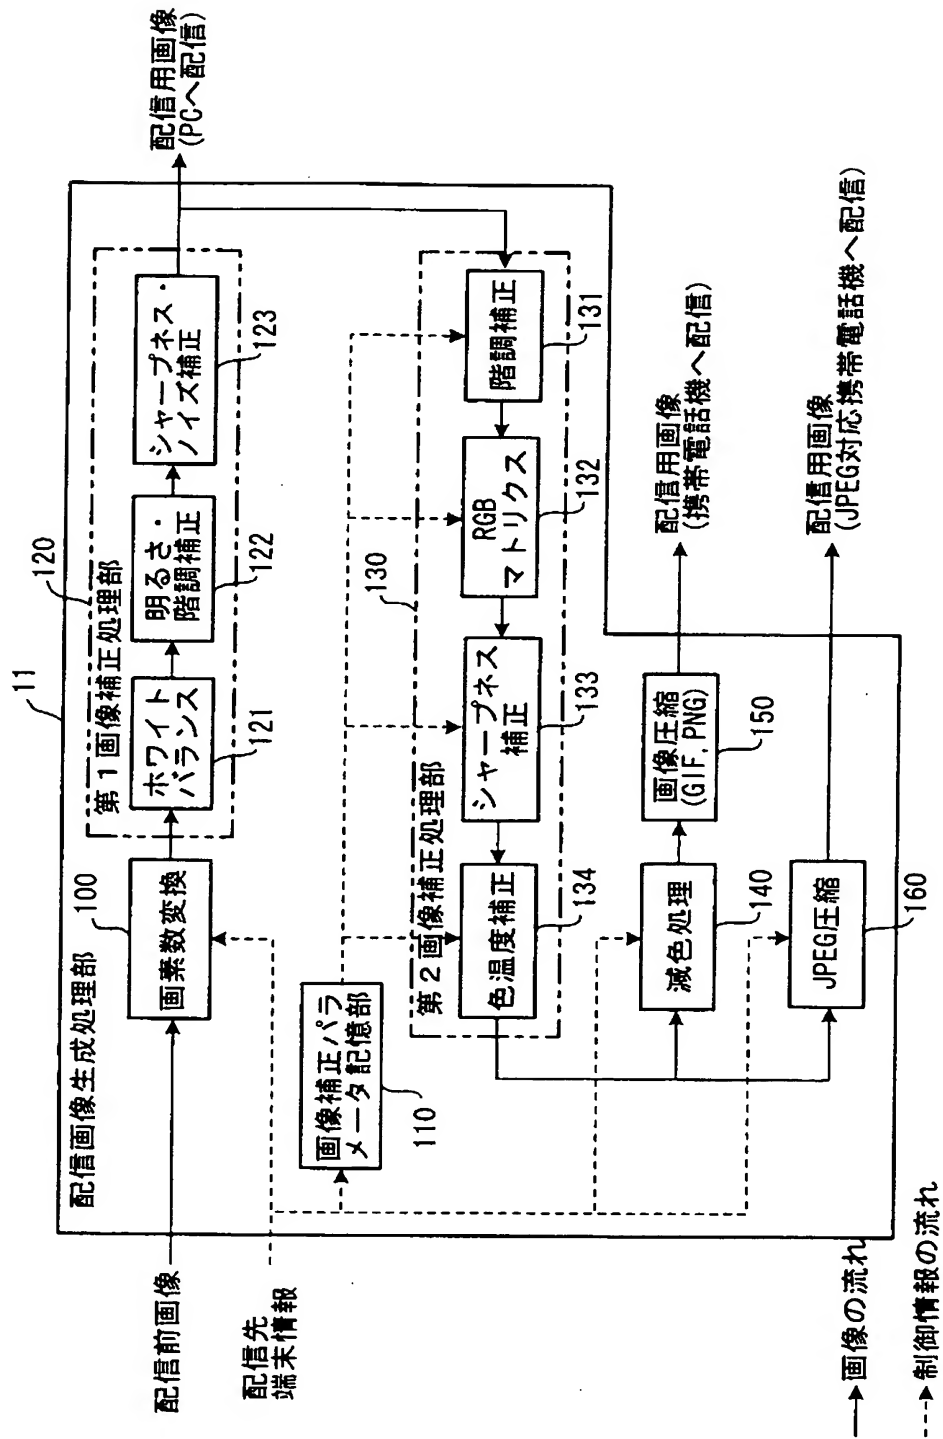 11
配信画像生成処理部
120
第1画像補正処理部
100
画素数変換
ホワイト
バランス
121
明るさ・
階調補正
122
シャープネス・
ノイズ補正
123
配信用画像
(PCへ配信)
配信前画像
配信先
端末情報
画像補正パラ
メータ記憶部
110
130
第2画像補正処理部
色温度補正
134
シャープネス
補正
133
RGB
マトリクス
132
階調補正
131
減色処理
140
画像圧縮
(GIF, PNG)
150
配信用画像
(携帯電話機へ配信)
JPEG圧縮
160
配信用画像
(JPEG対応携帯電話機へ配信)
画像の流れ
制御情報の流れ